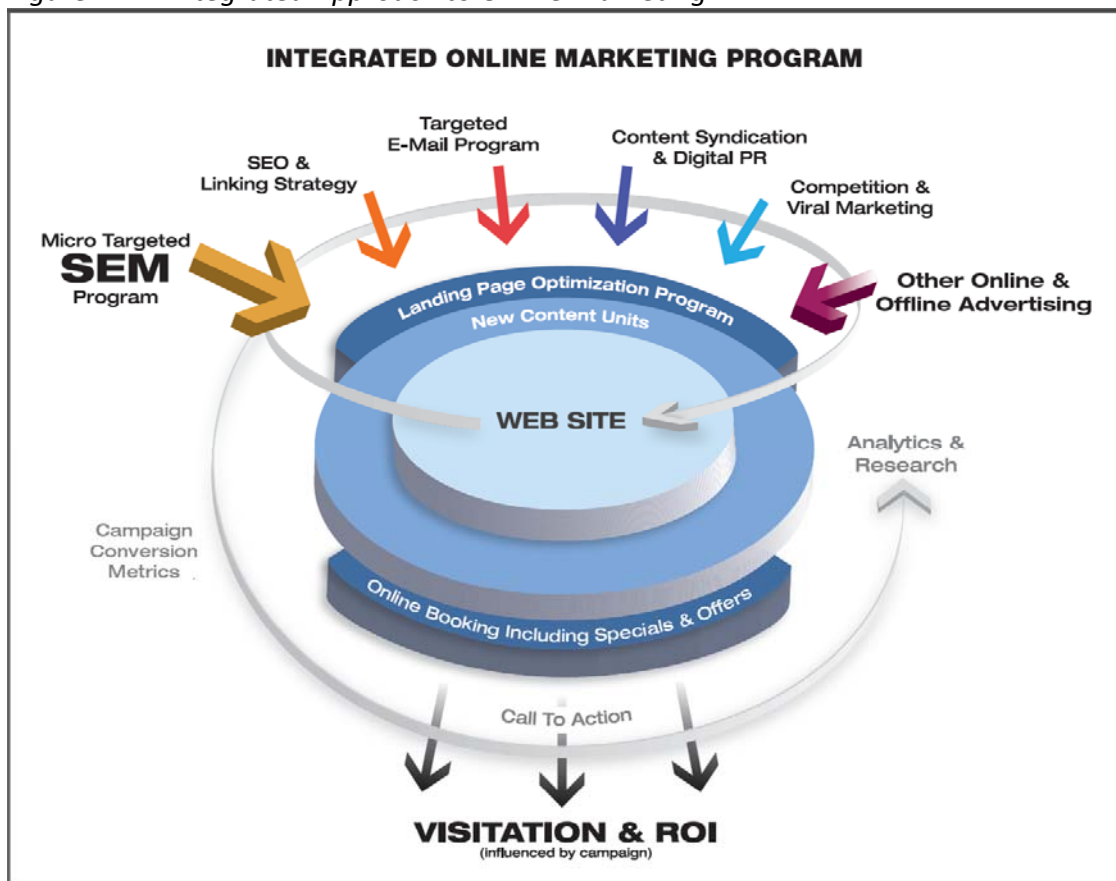 INTEGRATED ONLINE MARKETING PROGRAM
Targeted
E-Mail Program
Content Syndication
& Digital PR
SEO &
Linking Strategy
Competition &
Viral Marketing
Micro Targeted
SEM
Program
Other Online &
Offline Advertising
Landing Page Optimization Program
New Content Units
WEB SITE
Analytics &
Research
Campaign
Conversion
Metrics
Online Booking Including Specials & Offers
Call To Action
VISITATION & ROI
(influenced by campaign)